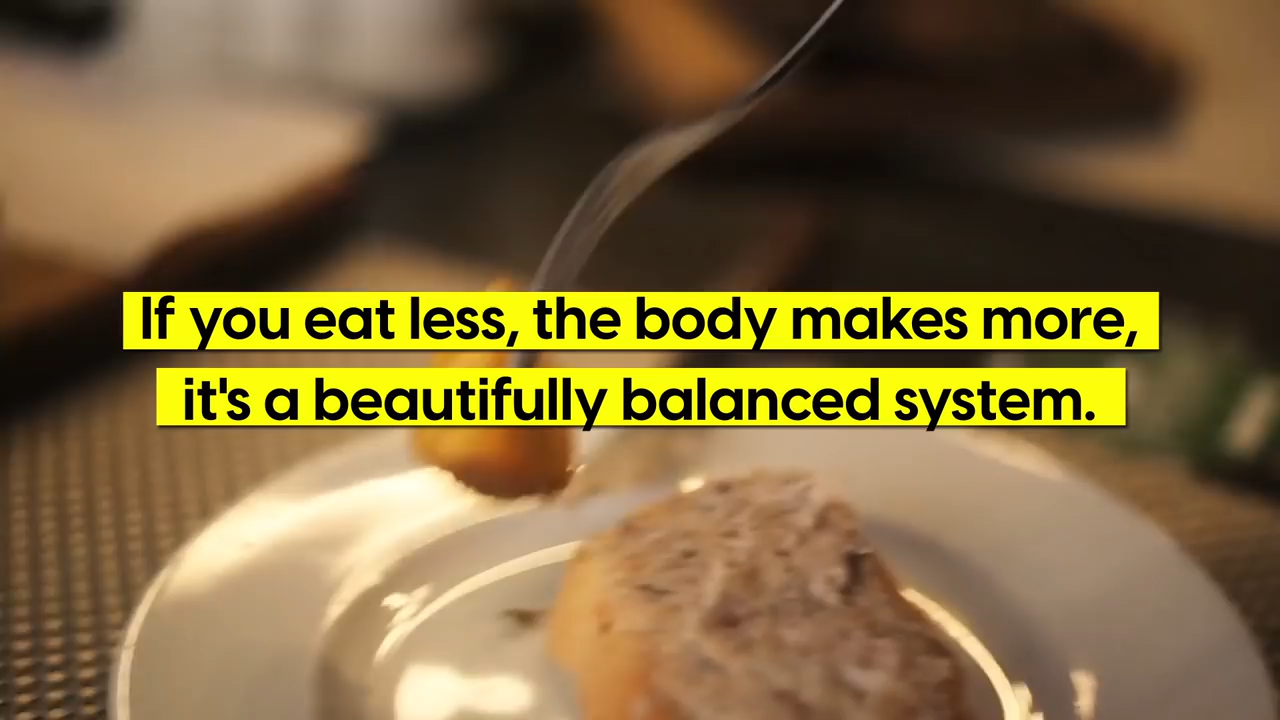 If you eat less, the body makes more,
it's a beautifully balanced system.